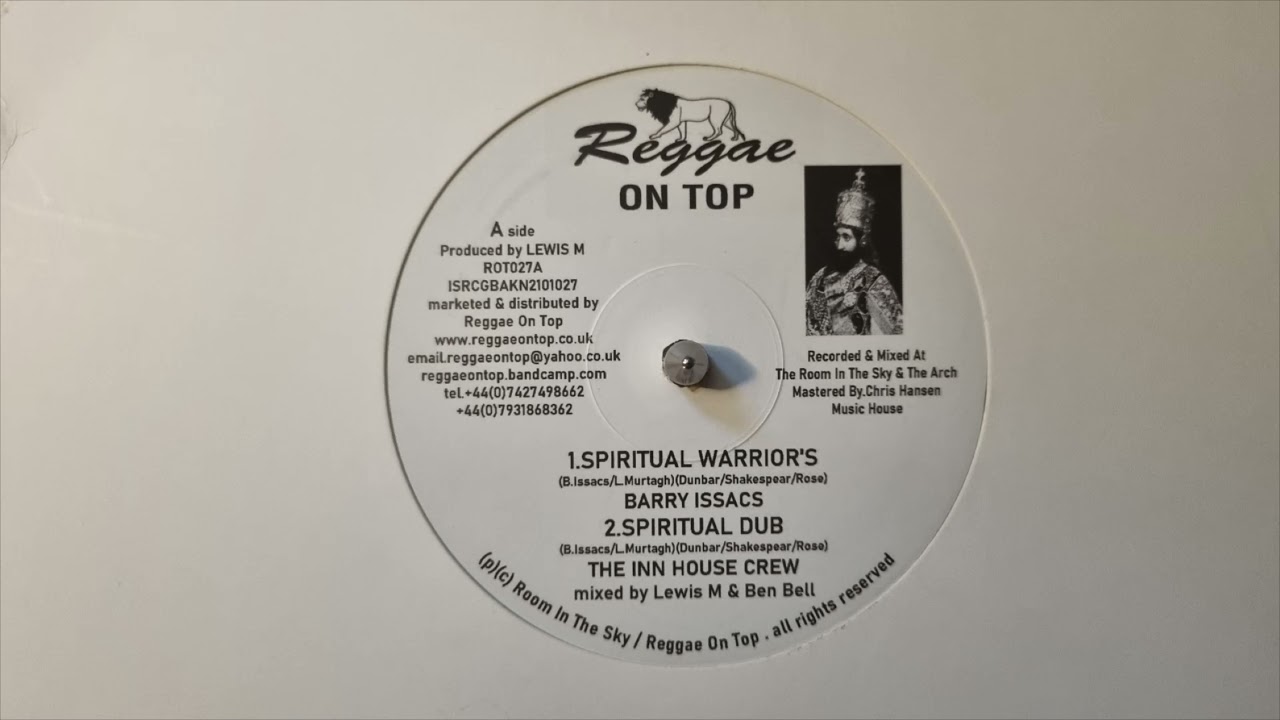 Reggae
ON TOP
A side
Produced by LEWIS M
ROT027A
ISRCGBAKN2101027
marketed & distributed by
Reggae On Top
www.reggaeontop.co.uk
email.reggaeontop@yahoo.co.uk
reggaeontop.bandcamp.com
tel.+44(0)7427498662
+44(0)7931868362
Recorded & Mixed At
The Room In The Sky & The Arch
Mastered By.Chris Hansen
Music House
1.SPIRITUAL WARRIOR'S
(B.Issacs/L.Murtagh)(Dunbar/Shakespear/Rose)
BARRY ISSACS
2.SPIRITUAL DUB
(B.Issacs/L.Murtagh)(Dunbar/Shakespear/Rose)
THE INN HOUSE CREW
mixed by Lewis M & Ben Bell
(p)(c) Room In The Sky / Reggae On Top . all rights reserved